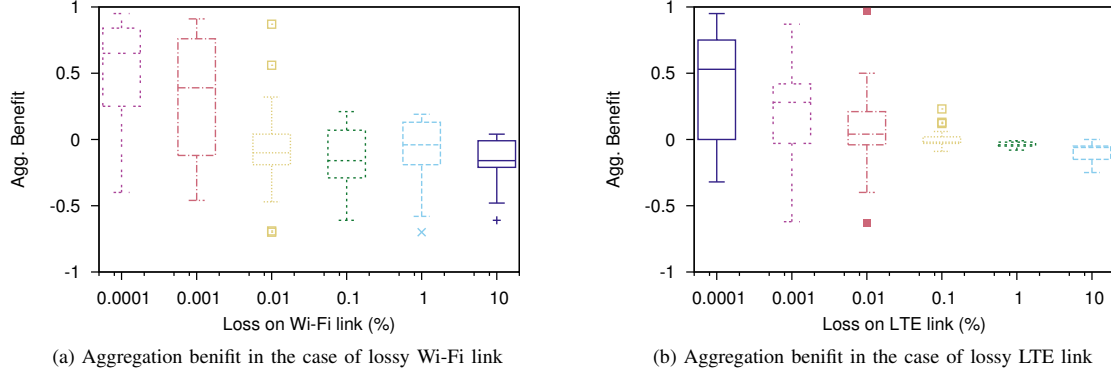 1
0.5
0
-0.5
-1
Agg. Benefit
0.0001 0.001 0.01 0.1 1 10
Loss on Wi-Fi link (%)
(a) Aggregation benifit in the case of lossy Wi-Fi link
1
0.5
0
-0.5
-1
Agg. Benefit
0.0001 0.001 0.01 0.1 1 10
Loss on LTE link (%)
(b) Aggregation benifit in the case of lossy LTE link